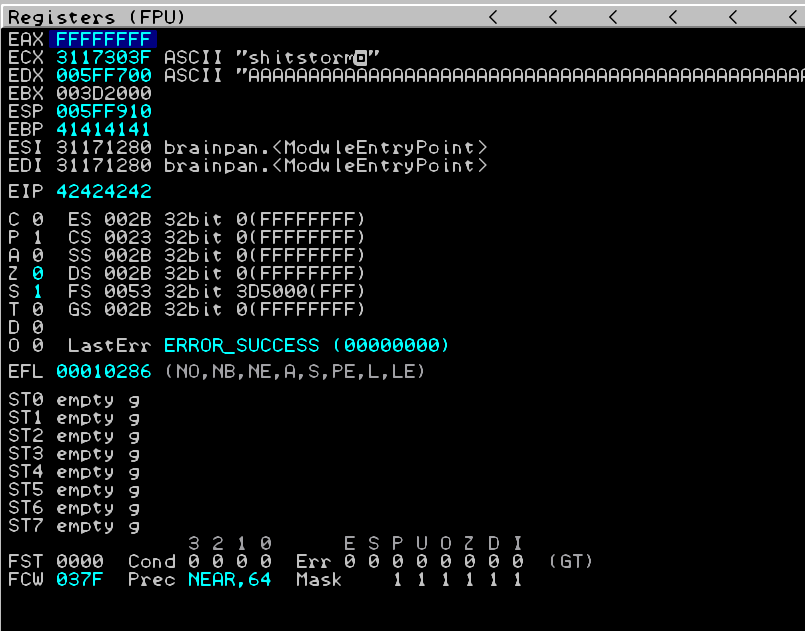 Registers (FPU) < < < < < <
EAX FFFFFFFF
ECX 3117303F ASCII "shitstorm"
EDX 005FF700 ASCII "AAAAAAAAAAAAAAAAAAAAAAAAAAAAAAAAAAAAAAAAAAAAAAA
EBX 003D2000
ESP 005FF910
EBP 41414141
ESI 31171280 brainpan.<ModuleEntryPoint>
EDI 31171280 brainpan.<ModuleEntryPoint>
EIP 42424242
C 0 ES 002B 32bit 0(FFFFFFFF)
P 1 CS 0023 32bit 0(FFFFFFFF)
A 0 SS 002B 32bit 0(FFFFFFFF)
Z 0 DS 002B 32bit 0(FFFFFFFF)
S 1 FS 0053 32bit 3D5000(FFF)
T 0 GS 002B 32bit 0(FFFFFFFF)
D 0
O 0 LastErr ERROR_SUCCESS (00000000)
EFL 00010286 (NO,NB,NE,A,S,PE,L,LE)
ST0 empty g
ST1 empty g
ST2 empty g
ST3 empty g
ST4 empty g
ST5 empty g
ST6 empty g
ST7 empty g
3 2 1 0 E S P U O Z D I
FST 0000 Cond 0 0 0 0 Err 0 0 0 0 0 0 0 0 (GT)
FCW 037F Prec NEAR,64 Mask 1 1 1 1 1 1